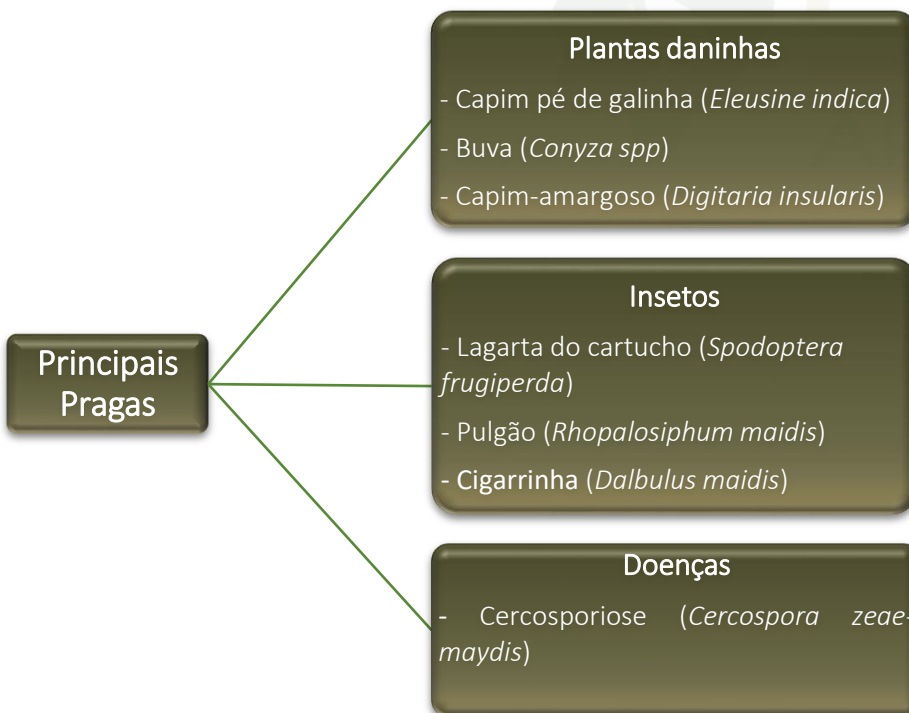 Plantas daninhas
- Capim pé de galinha (Eleusine indica)
- Buva (Conyza spp)
- Capim-amargoso (Digitaria insularis)
Insetos
- Lagarta do cartucho (Spodoptera
frugiperda)
- Pulgão (Rhopalosiphum maidis)
- Cigarrinha (Dalbulus maidis)
Principais
Pragas
Doenças
- Cercosporiose (Cercospora zeae-
maydis)